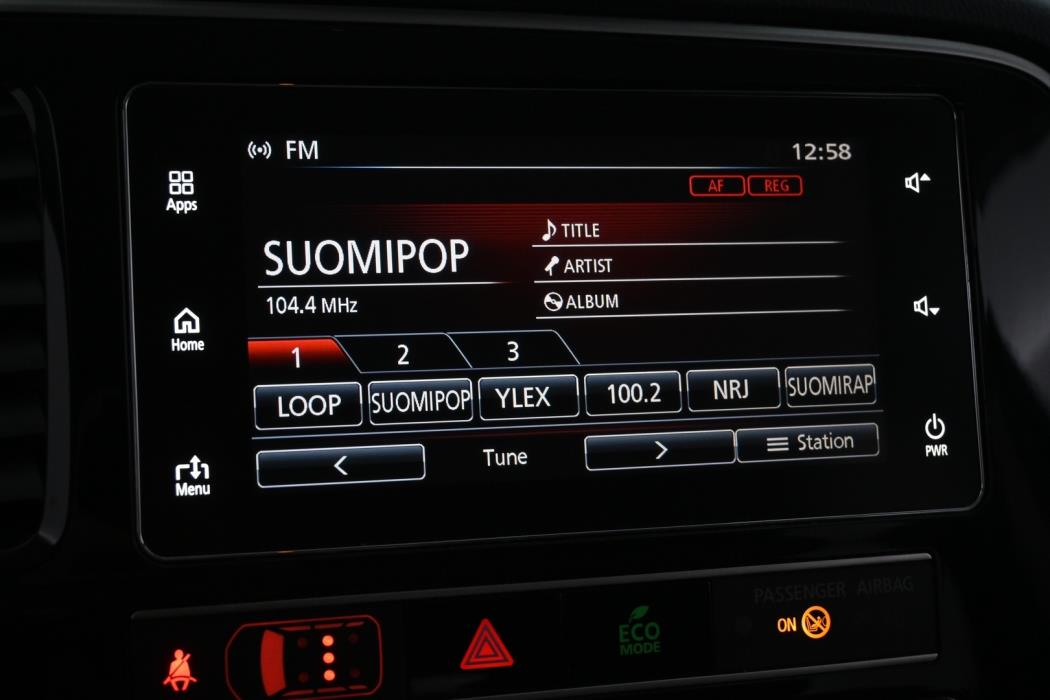 FM
12:58
AF REG
Apps
TITLE
SUOMIPOP
ARTIST
104.4 MHz
ALBUM
Home
1 2 3
LOOP SUOMIPOP YLEX 100.2 NRJ SUOMIRAP
< Tune > Station
Menu
PWR
PASSENGER AIRBAG
ECO
MODE
ON